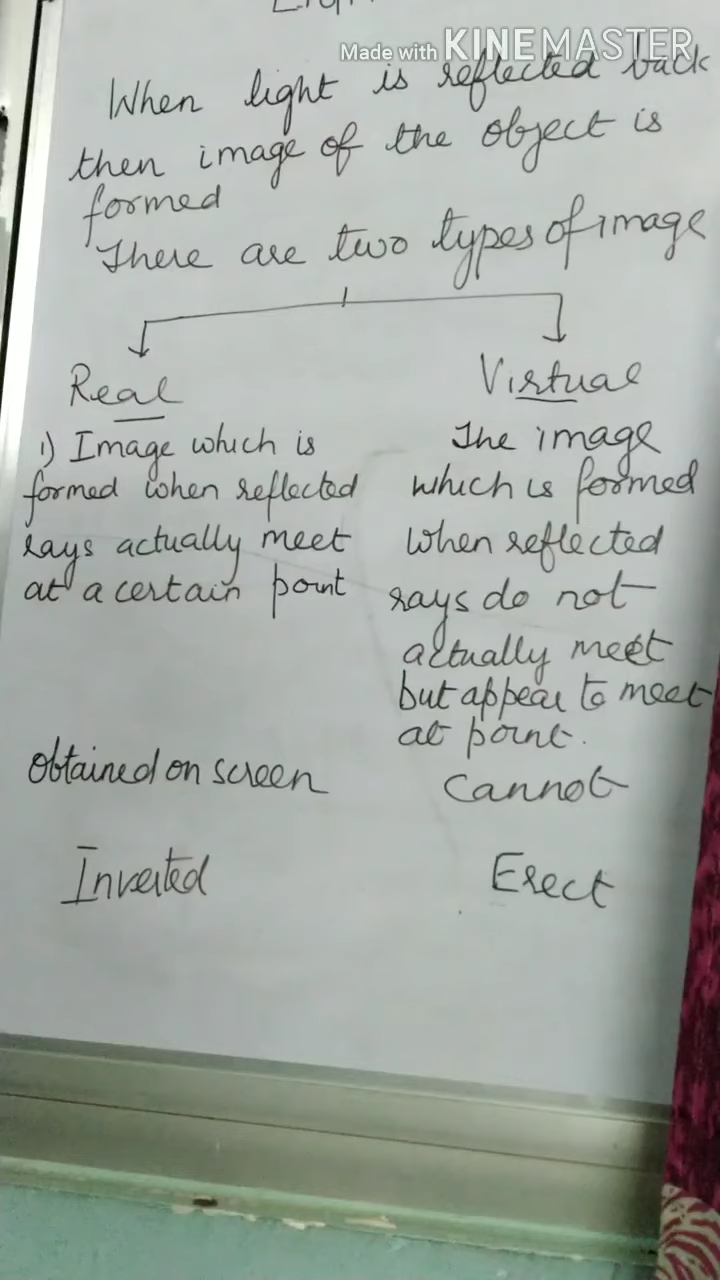 Made with KINEMASTER
When light is reflected back
then image of the object is
formed
There are two types of image
Real
1) Image which is
formed when reflected
rays actually meet
at a certain point
Obtained on screen
Inverted
Virtual
The image
which is formed
when reflected
rays do not
actually meet
but appear to meet
at point.
Cannot
Erect